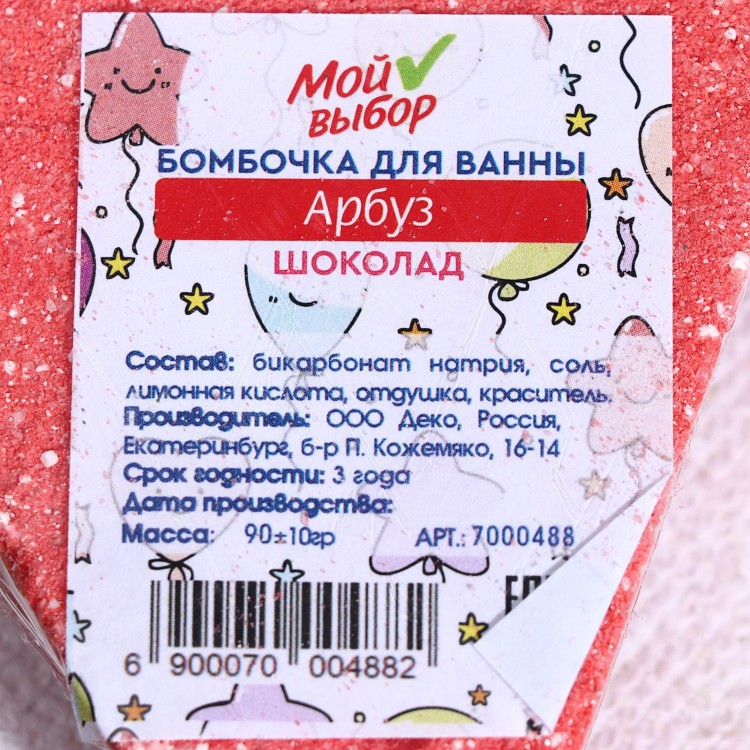 Мой
выбор
БОМБОЧКА ДЛЯ ВАННЫ
Арбуз
ШОКОЛАД
Состав: бикарбонат натрия, соль,
лимонная кислота, отдушка, краситель.
Производитель: ООО Деко, Россия,
Екатеринбург, б-р П. Кожемяко, 16-14
Срок годности: 3 года
Дата производства:
Масса: 90±10гр АРТ.: 7000488
6 900070 004882